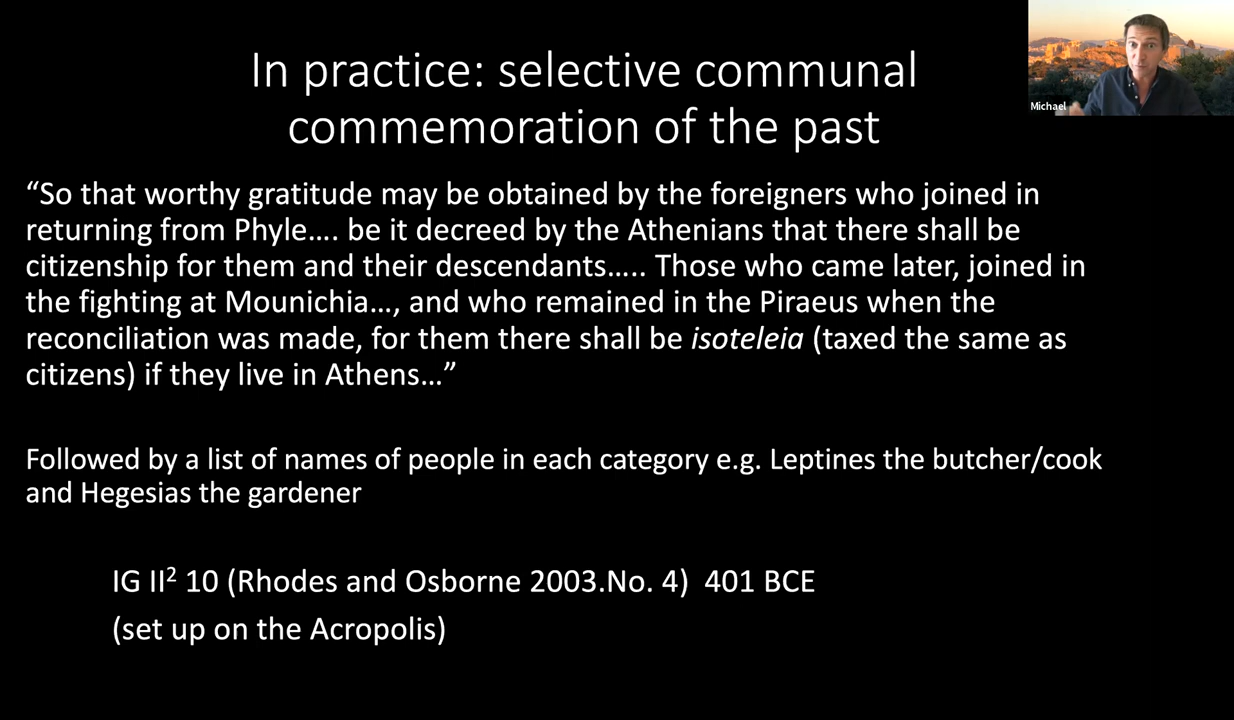 In practice: selective communal
commemoration of the past
Michael
“So that worthy gratitude may be obtained by the foreigners who joined in
returning from Phyle…. be it decreed by the Athenians that there shall be
citizenship for them and their descendants….. Those who came later, joined in
the fighting at Mounichia…, and who remained in the Piraeus when the
reconciliation was made, for them there shall be isoteleia (taxed the same as
citizens) if they live in Athens…”
Followed by a list of names of people in each category e.g. Leptines the butcher/cook
and Hegesias the gardener
IG II² 10 (Rhodes and Osborne 2003.No. 4) 401 BCE
(set up on the Acropolis)